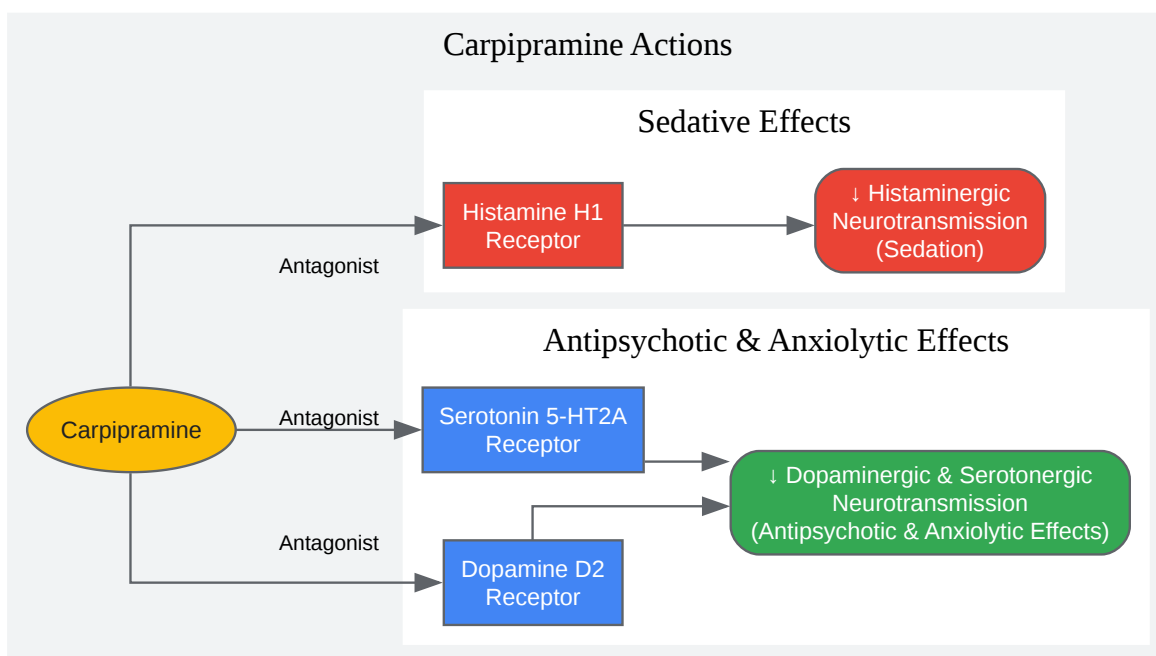 Carpipramine Actions
Sedative Effects
Histamine H1
Receptor
↓ Histaminergic
Neurotransmission
(Sedation)
Antagonist
Antipsychotic & Anxiolytic Effects
Carpipramine
Antagonist
Serotonin 5-HT2A
Receptor
↓ Dopaminergic & Serotonergic
Neurotransmission
(Antipsychotic & Anxiolytic Effects)
Antagonist
Dopamine D2
Receptor